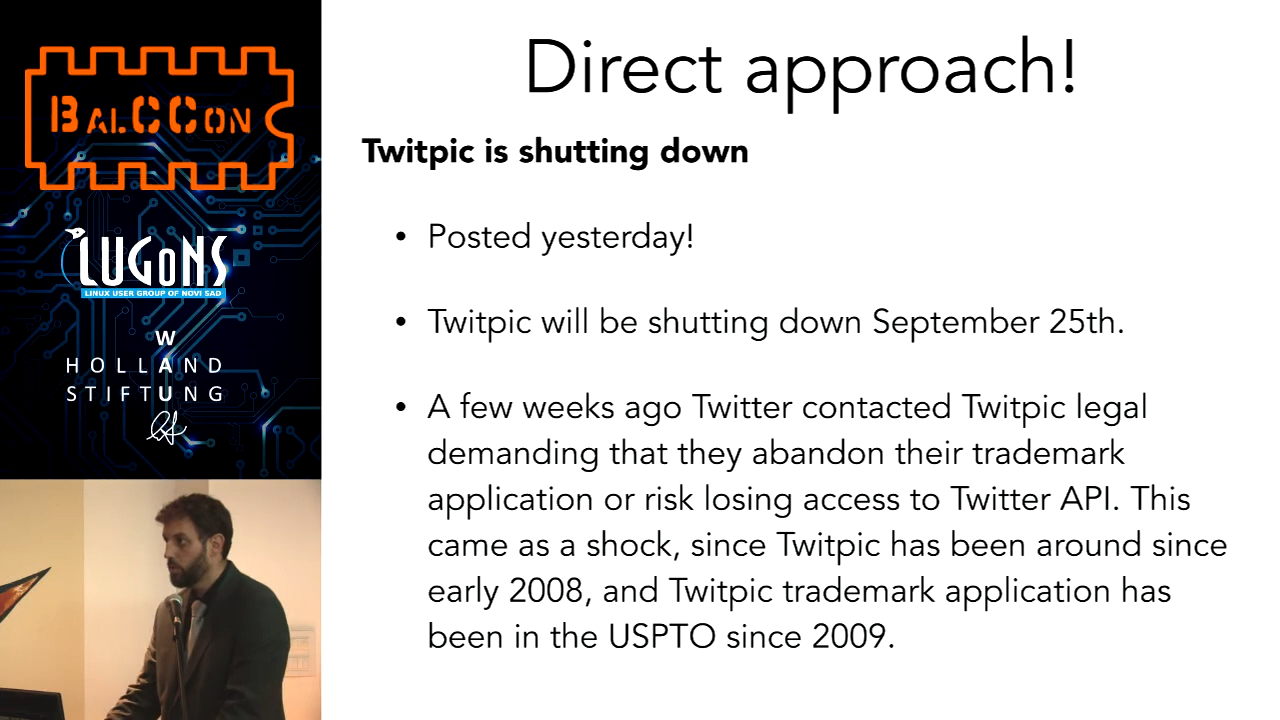 BALCCON
LUGONS
LINUX USER GROUP OF NOVI SAD
W
HOLLAND
STIFTUNG
Direct approach!
Twitpic is shutting down
• Posted yesterday!
• Twitpic will be shutting down September 25th.
• A few weeks ago Twitter contacted Twitpic legal
demanding that they abandon their trademark
application or risk losing access to Twitter API. This
came as a shock, since Twitpic has been around since
early 2008, and Twitpic trademark application has
been in the USPTO since 2009.